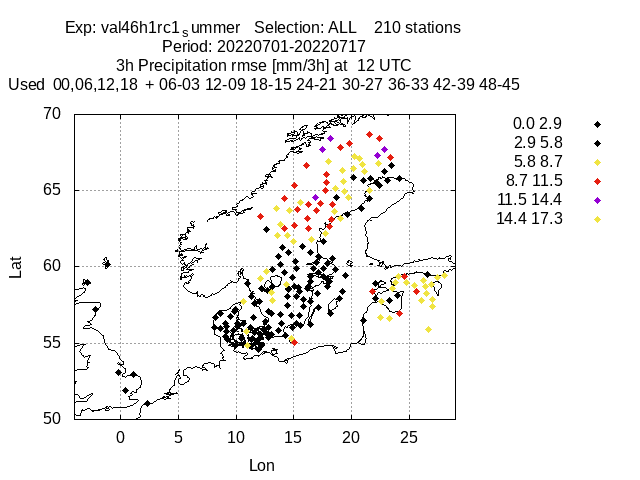 Exp: val46h1rc1summer   Selection: ALL    210 stations
Period: 20220701-20220717
3h Precipitation rmse [mm/3h] at  12 UTC
Used  00,06,12,18  + 06-03 12-09 18-15 24-21 30-27 36-33 42-39 48-45
70
65
60
55
50
0 5 10 15 20 25
Lat
Lon
0.0 2.9
2.9 5.8
5.8 8.7
8.7 11.5
11.5 14.4
14.4 17.3